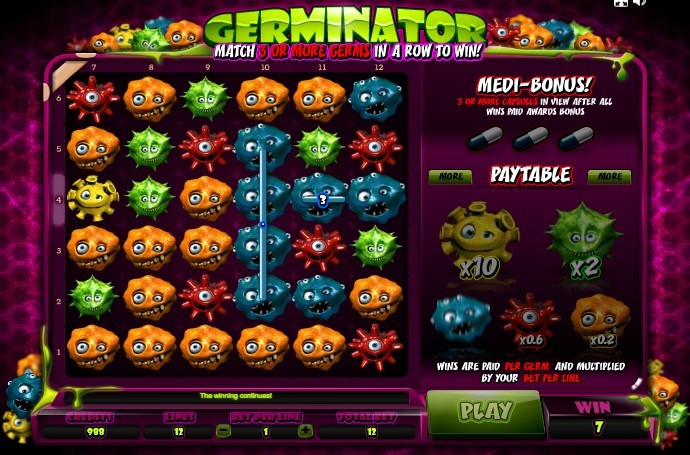 GERMINATOR
MATCH 3 OR MORE GERMS IN A ROW TO WIN!
7 8 9 10 11 12
6
5
4
3
2
1
3
MEDI-BONUS!
3 OR MORE CAPSULES IN VIEW AFTER ALL
WINS PAID AWARDS BONUS
MORE PAYTABLE MORE
x10 x2
x0.6 x0.2
WINS ARE PAID PER GERM AND MULTIPLIED
BY YOUR BET PER LINE
The winning continues!
CREDITS LINES BET PER LINE TOTAL BET
988 12 1 12
PLAY
WIN
7